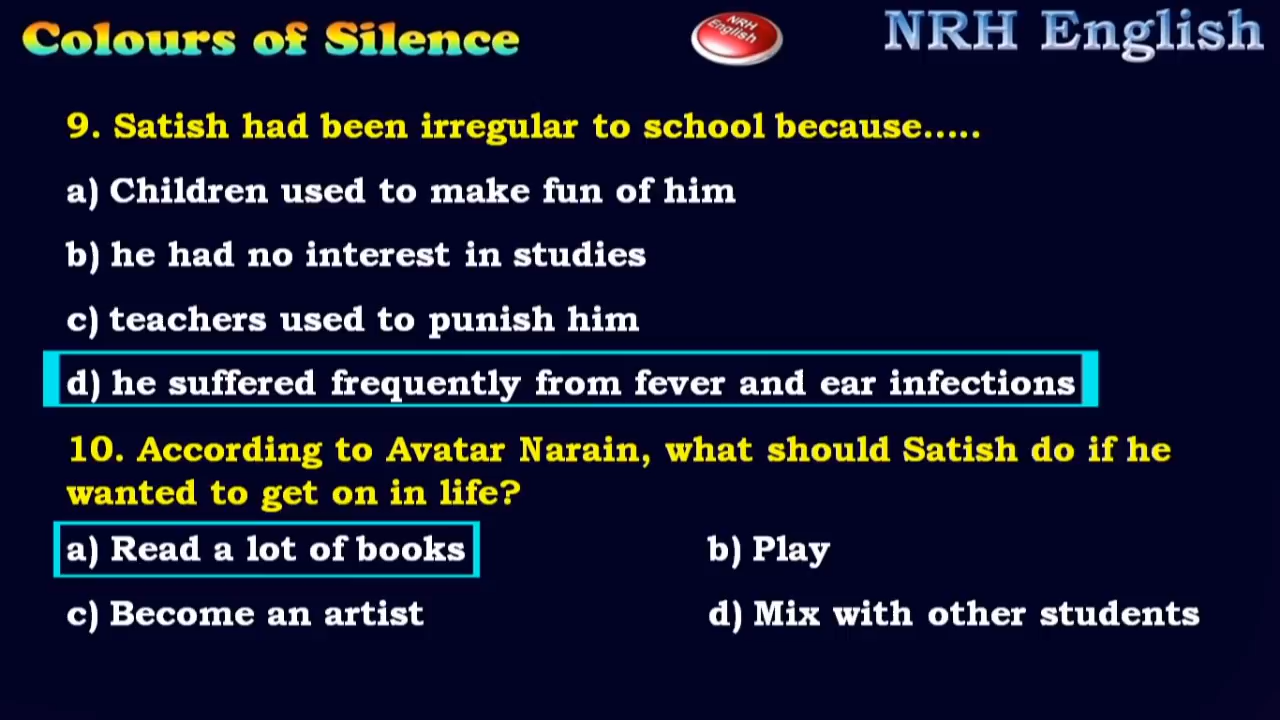 Colours of Silence
NRH
English
NRH English
9. Satish had been irregular to school because.....
a) Children used to make fun of him
b) he had no interest in studies
c) teachers used to punish him
d) he suffered frequently from fever and ear infections
10. According to Avatar Narain, what should Satish do if he
wanted to get on in life?
a) Read a lot of books
b) Play
c) Become an artist
d) Mix with other students